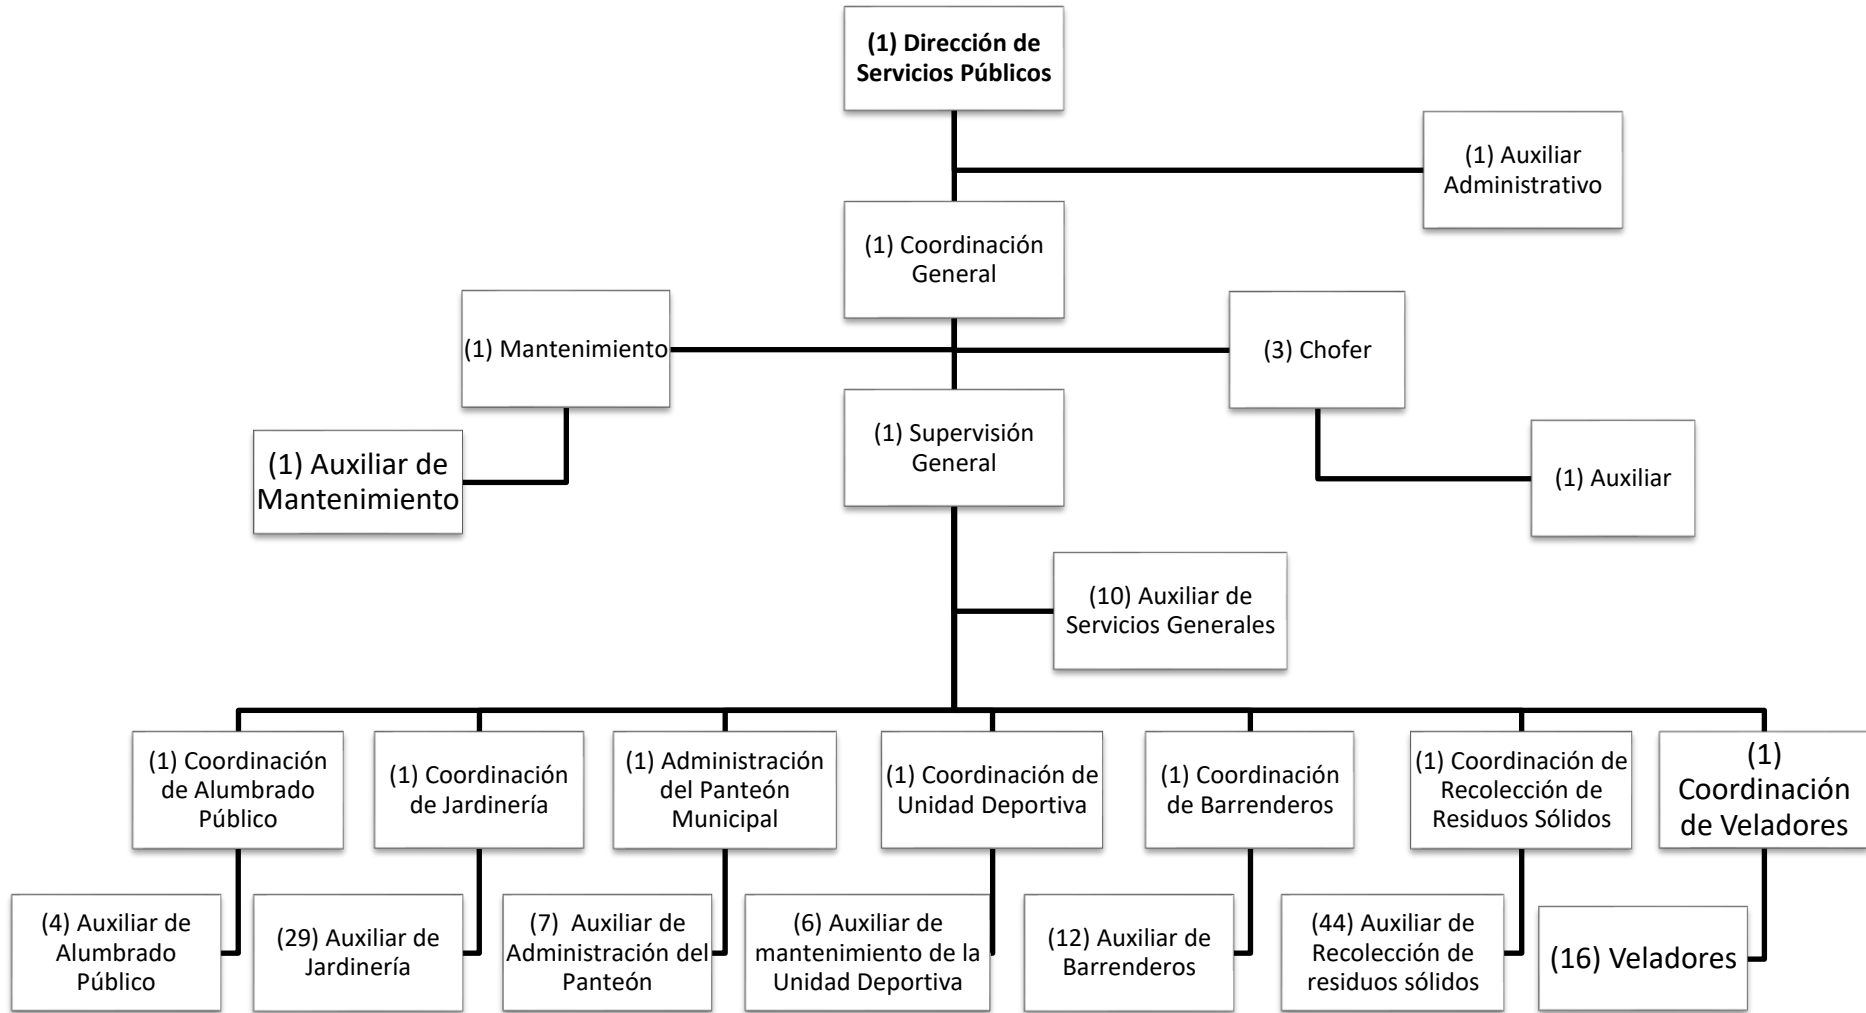 (1) Dirección de
Servicios Públicos
(1) Auxiliar
Administrativo
(1) Coordinación
General
(1) Mantenimiento
(3) Chofer
(1) Auxiliar de
Mantenimiento
(1) Supervisión
General
(1) Auxiliar
(10) Auxiliar de
Servicios Generales
(1) Coordinación
de Alumbrado
Público
(1) Coordinación
de Jardinería
(1) Administración
del Panteón
Municipal
(1) Coordinación de
Unidad Deportiva
(1) Coordinación
de Barrenderos
(1) Coordinación de
Recolección de
Residuos Sólidos
(1)
Coordinación
de Veladores
(4) Auxiliar de
Alumbrado
Público
(29) Auxiliar de
Jardinería
(7) Auxiliar de
Administración del
Panteón
(6) Auxiliar de
mantenimiento de la
Unidad Deportiva
(12) Auxiliar de
Barrenderos
(44) Auxiliar de
Recolección de
residuos sólidos
(16) Veladores